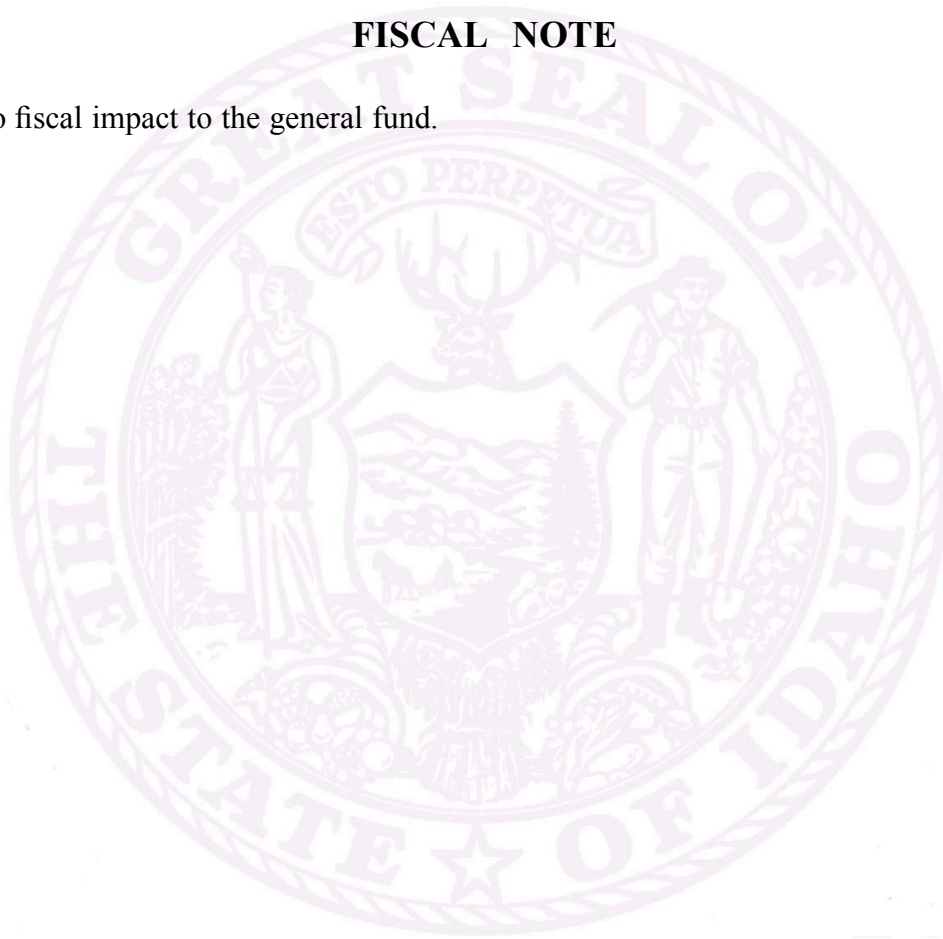 FISCAL NOTE
o fiscal impact to the general fund.
GREAT SEAL OF
ESTO PERPETUA
THE STATE OF IDAHO